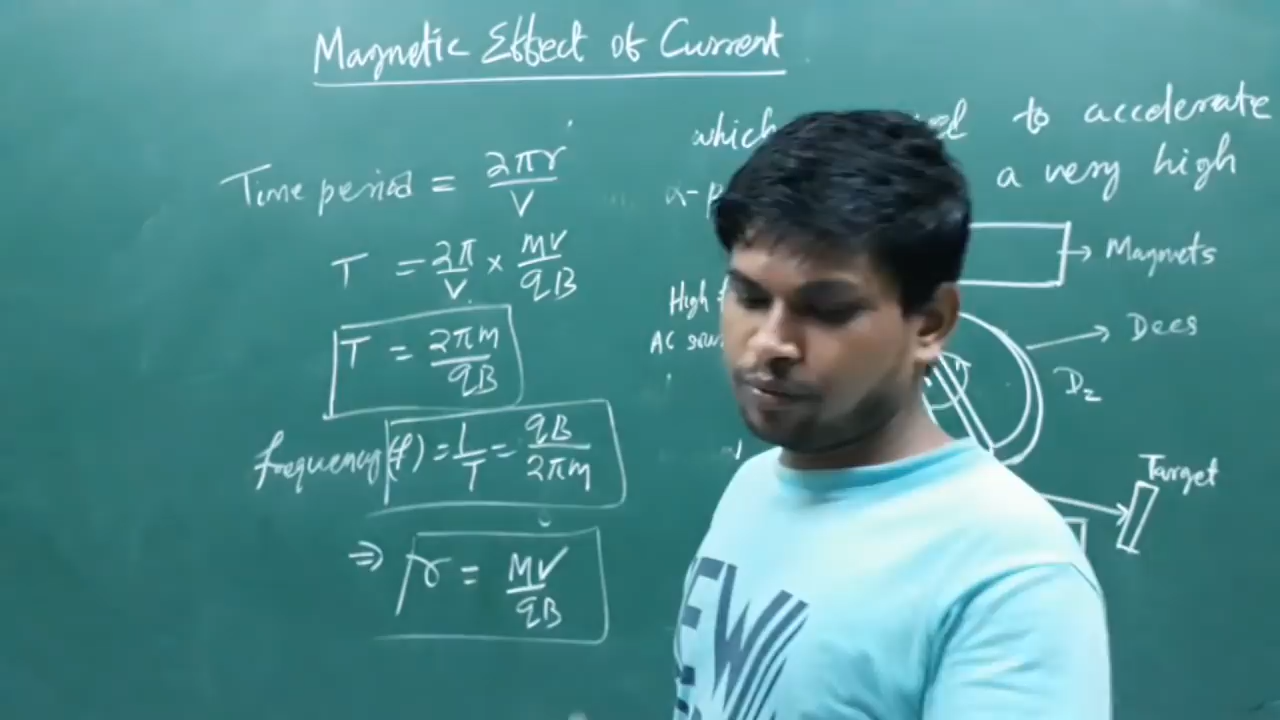 Magnetic Effect of Current
which to accelerate
a very high
Time period = 2πr/V
T = 2π/V × MV/qB
T = 2πm/qB
frequency (f) = 1/T = qB/2πm
⇒ r = MV/qB
Magnets
High
AC
Dees
D2
Target
EW